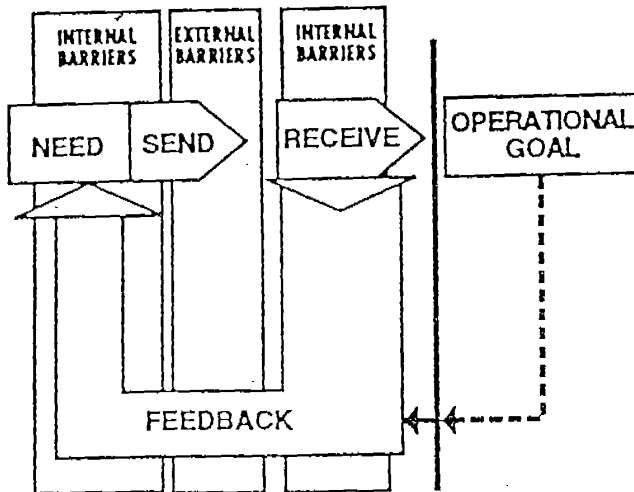 INTERNAL
BARRIERS
EXTERNAL
BARRIERS
INTERNAL
BARRIERS
NEED
SEND
RECEIVE
OPERATIONAL
GOAL
FEEDBACK